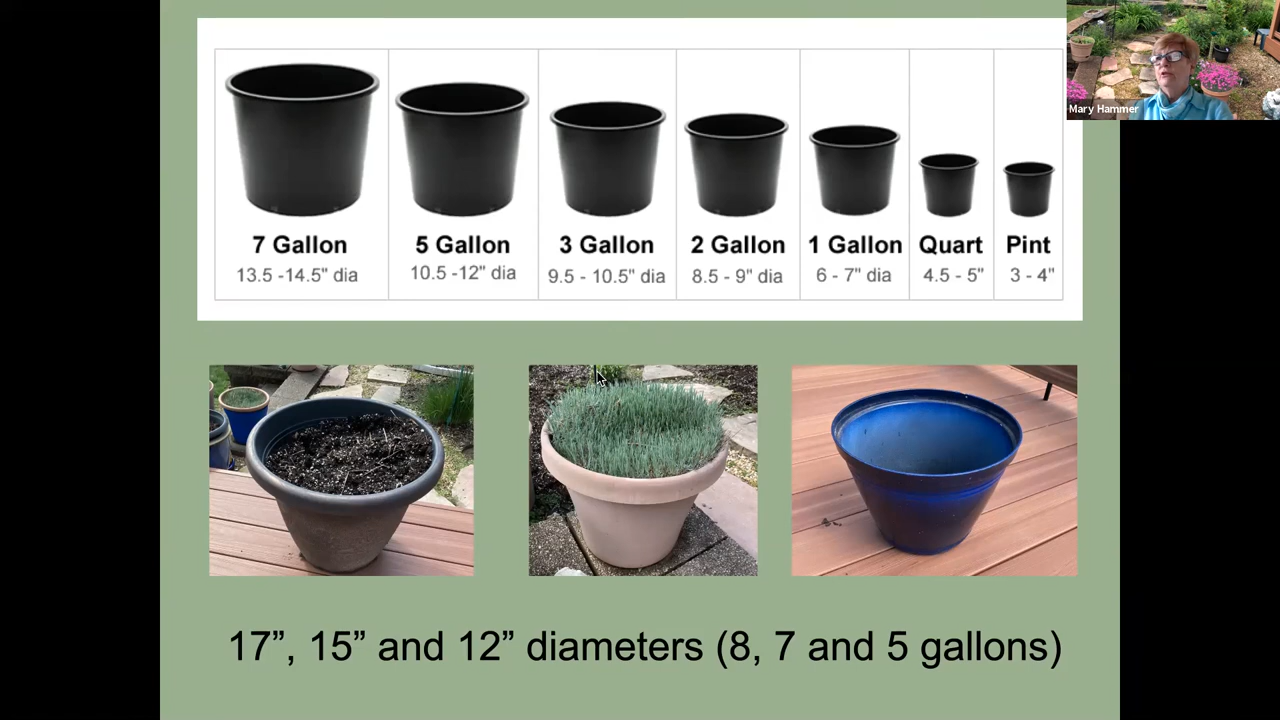 Mary Hammer
7 Gallon
13.5 -14.5" dia
5 Gallon
10.5 -12" dia
3 Gallon
9.5 - 10.5" dia
2 Gallon
8.5 - 9" dia
1 Gallon
6 - 7" dia
Quart
4.5 - 5"
Pint
3 - 4"
17”, 15” and 12” diameters (8, 7 and 5 gallons)